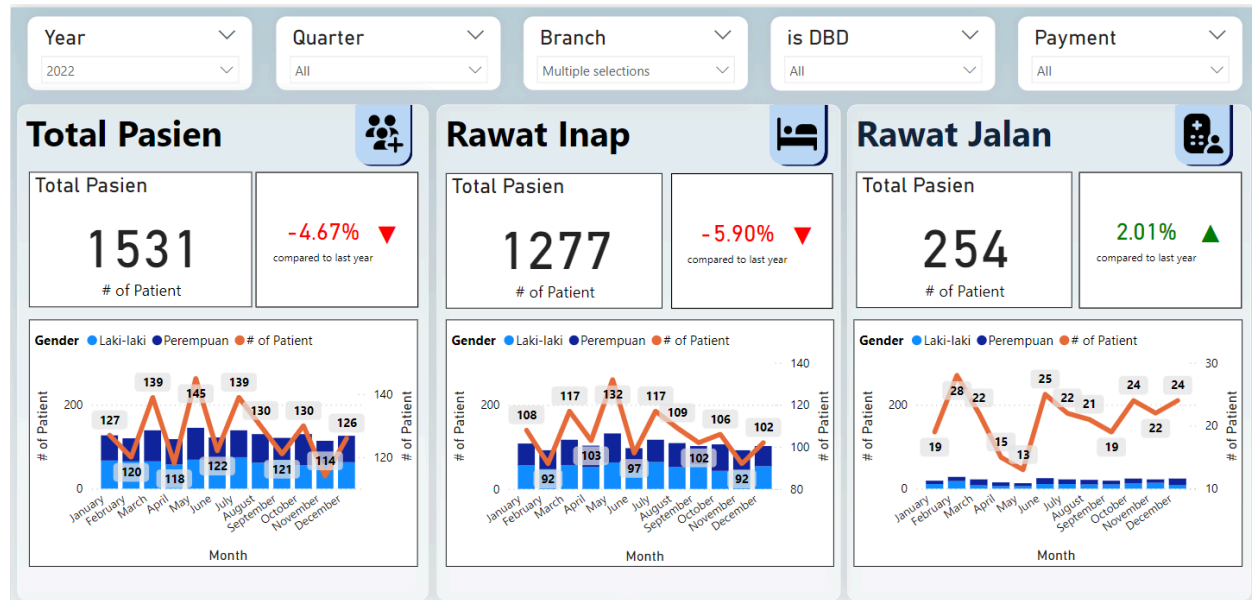 Year
2022
Quarter
All
Branch
Multiple selections
is DBD
All
Payment
All
Total Pasien
Total Pasien
1531
# of Patient
-4.67% ▼
compared to last year
Gender Laki-laki Perempuan # of Patient
# of Patient
200
0
127
120
139
118
145
122
139
130
121
130
114
126
140
120
# of Patient
January
February
March
April
May
June
July
August
September
October
November
December
Month
Rawat Inap
Total Pasien
1277
# of Patient
-5.90% ▼
compared to last year
Gender Laki-laki Perempuan # of Patient
# of Patient
200
0
108
92
117
103
132
97
117
109
102
106
92
102
140
120
100
80
# of Patient
January
February
March
April
May
June
July
August
September
October
November
December
Month
Rawat Jalan
Total Pasien
254
# of Patient
2.01% ▲
compared to last year
Gender Laki-laki Perempuan # of Patient
# of Patient
200
0
19
28
22
15
13
25
22
21
19
24
22
24
30
20
10
# of Patient
January
February
March
April
May
June
July
August
September
October
November
December
Month